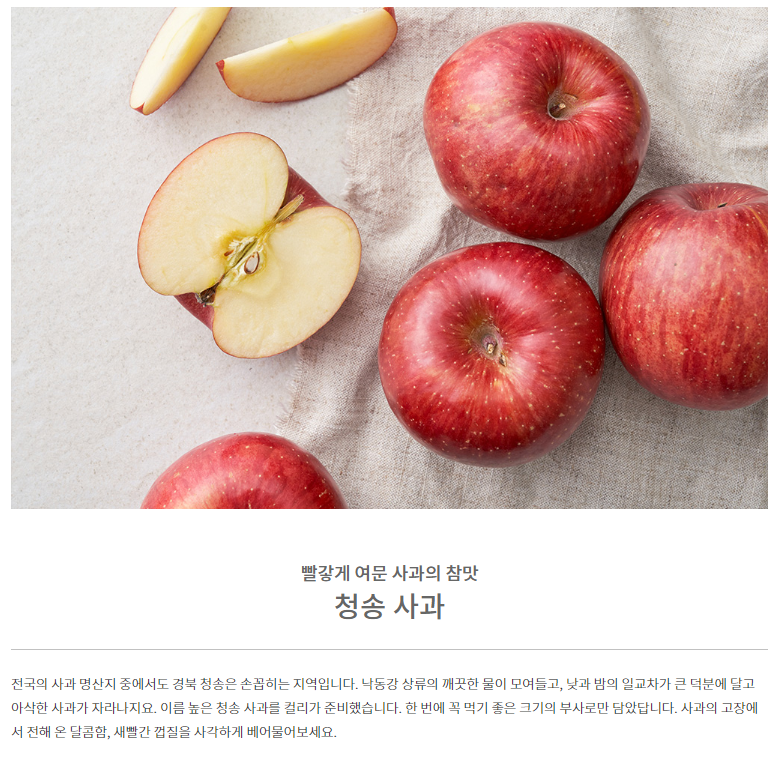 빨갛게 여문 사과의 참맛
청송 사과
전국의 사과 명산지 중에서도 경북 청송은 손꼽히는 지역입니다. 낙동강 상류의 깨끗한 물이 모여들고, 낮과 밤의 일교차가 큰 덕분에 달고
아삭한 사과가 자라나지요. 이름 높은 청송 사과를 컬리가 준비했습니다. 한 번에 꼭 먹기 좋은 크기의 부사로만 담았답니다. 사과의 고장에
서 전해 온 달콤함, 새빨간 껍질을 사각하게 베어물어보세요.